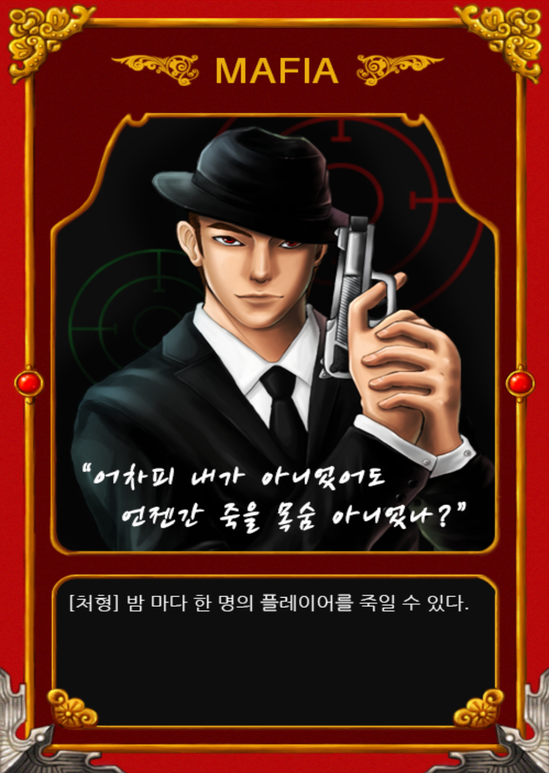 MAFIA
“어차피 내가 아니었어도
언젠간 죽을 목숨 아니었나?”
[처형] 밤 마다 한 명의 플레이어를 죽일 수 있다.